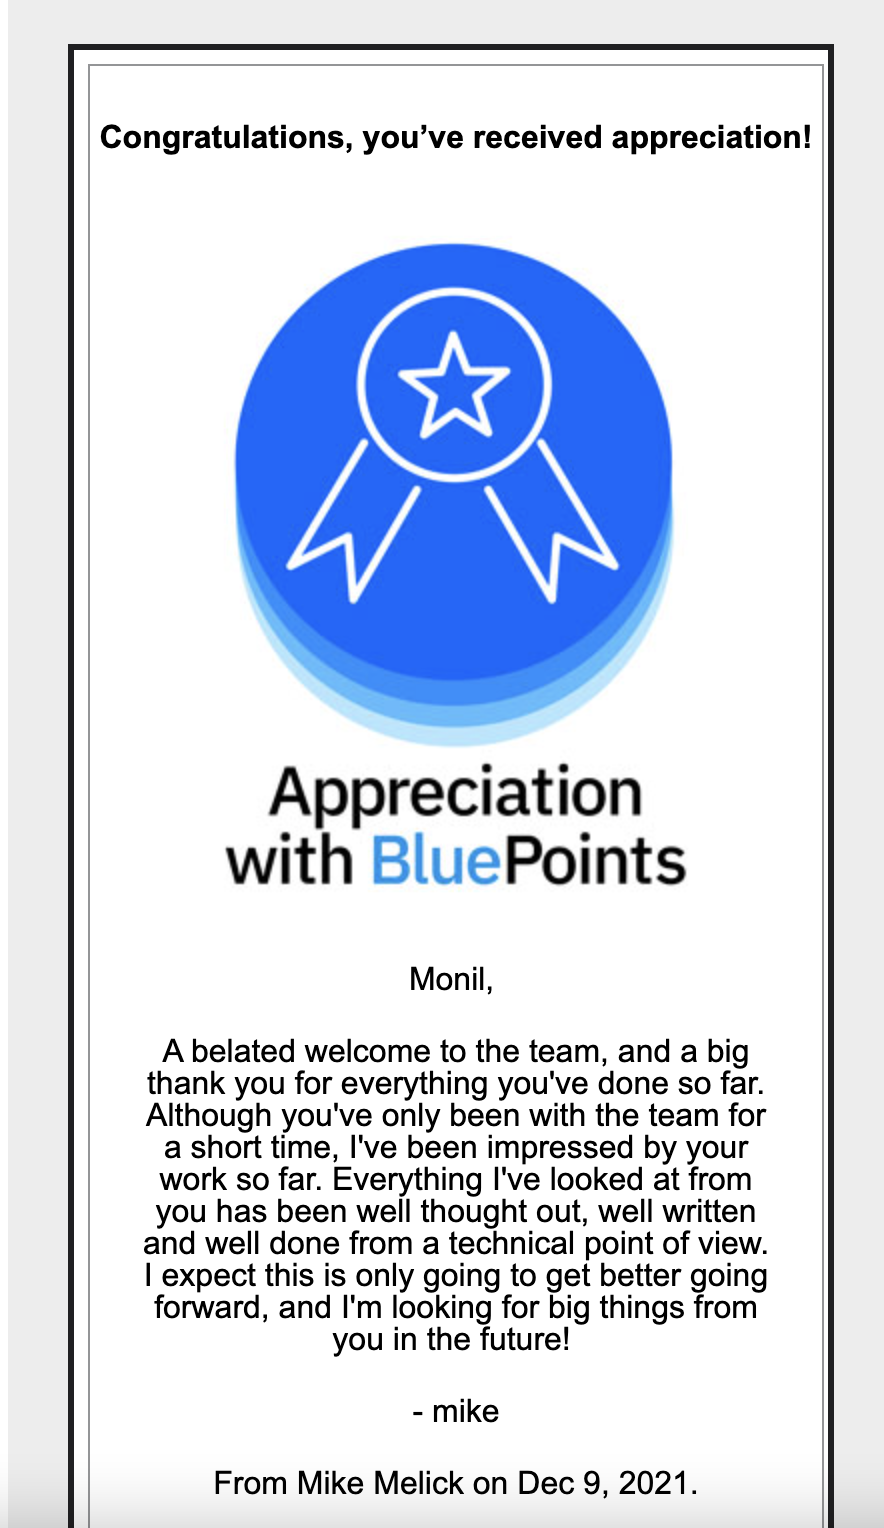 Congratulations, you’ve received appreciation!
Appreciation
with BluePoints
Monil,
A belated welcome to the team, and a big
thank you for everything you've done so far.
Although you've only been with the team for
a short time, I've been impressed by your
work so far. Everything I've looked at from
you has been well thought out, well written
and well done from a technical point of view.
I expect this is only going to get better going
forward, and I'm looking for big things from
you in the future!
- mike
From Mike Melick on Dec 9, 2021.